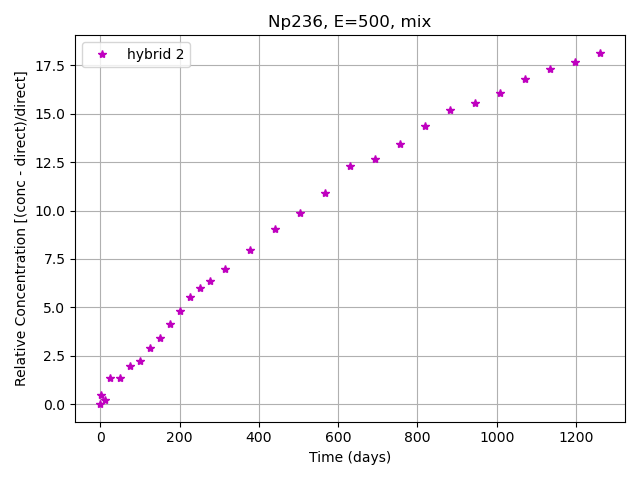 Np236, E=500, mix
hybrid 2
Relative Concentration [(conc - direct)/direct]
17.5
15.0
12.5
10.0
7.5
5.0
2.5
0.0
0 200 400 600 800 1000 1200
Time (days)